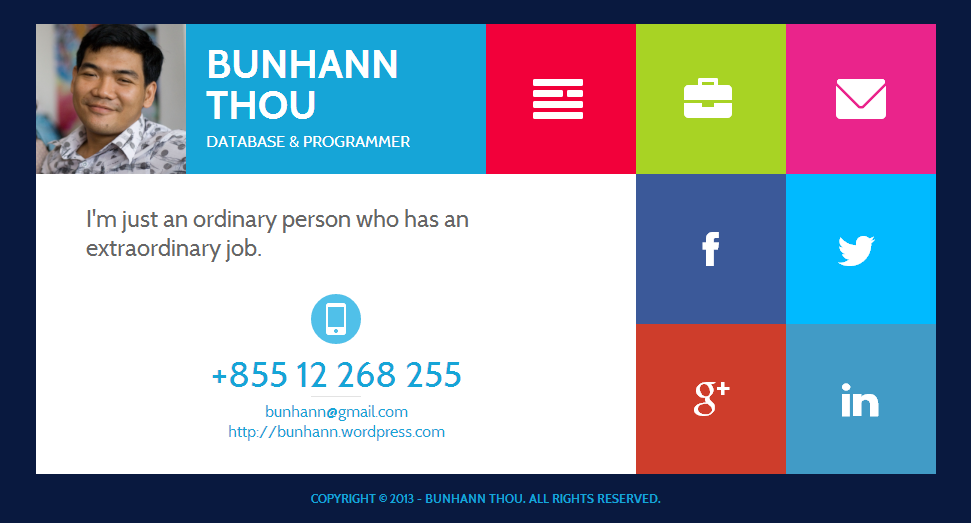 BUNHANN
THOU
DATABASE & PROGRAMMER
I'm just an ordinary person who has an
extraordinary job.
+855 12 268 255
bunhann@gmail.com
http://bunhann.wordpress.com
f
g+
in
COPYRIGHT © 2013 - BUNHANN THOU. ALL RIGHTS RESERVED.